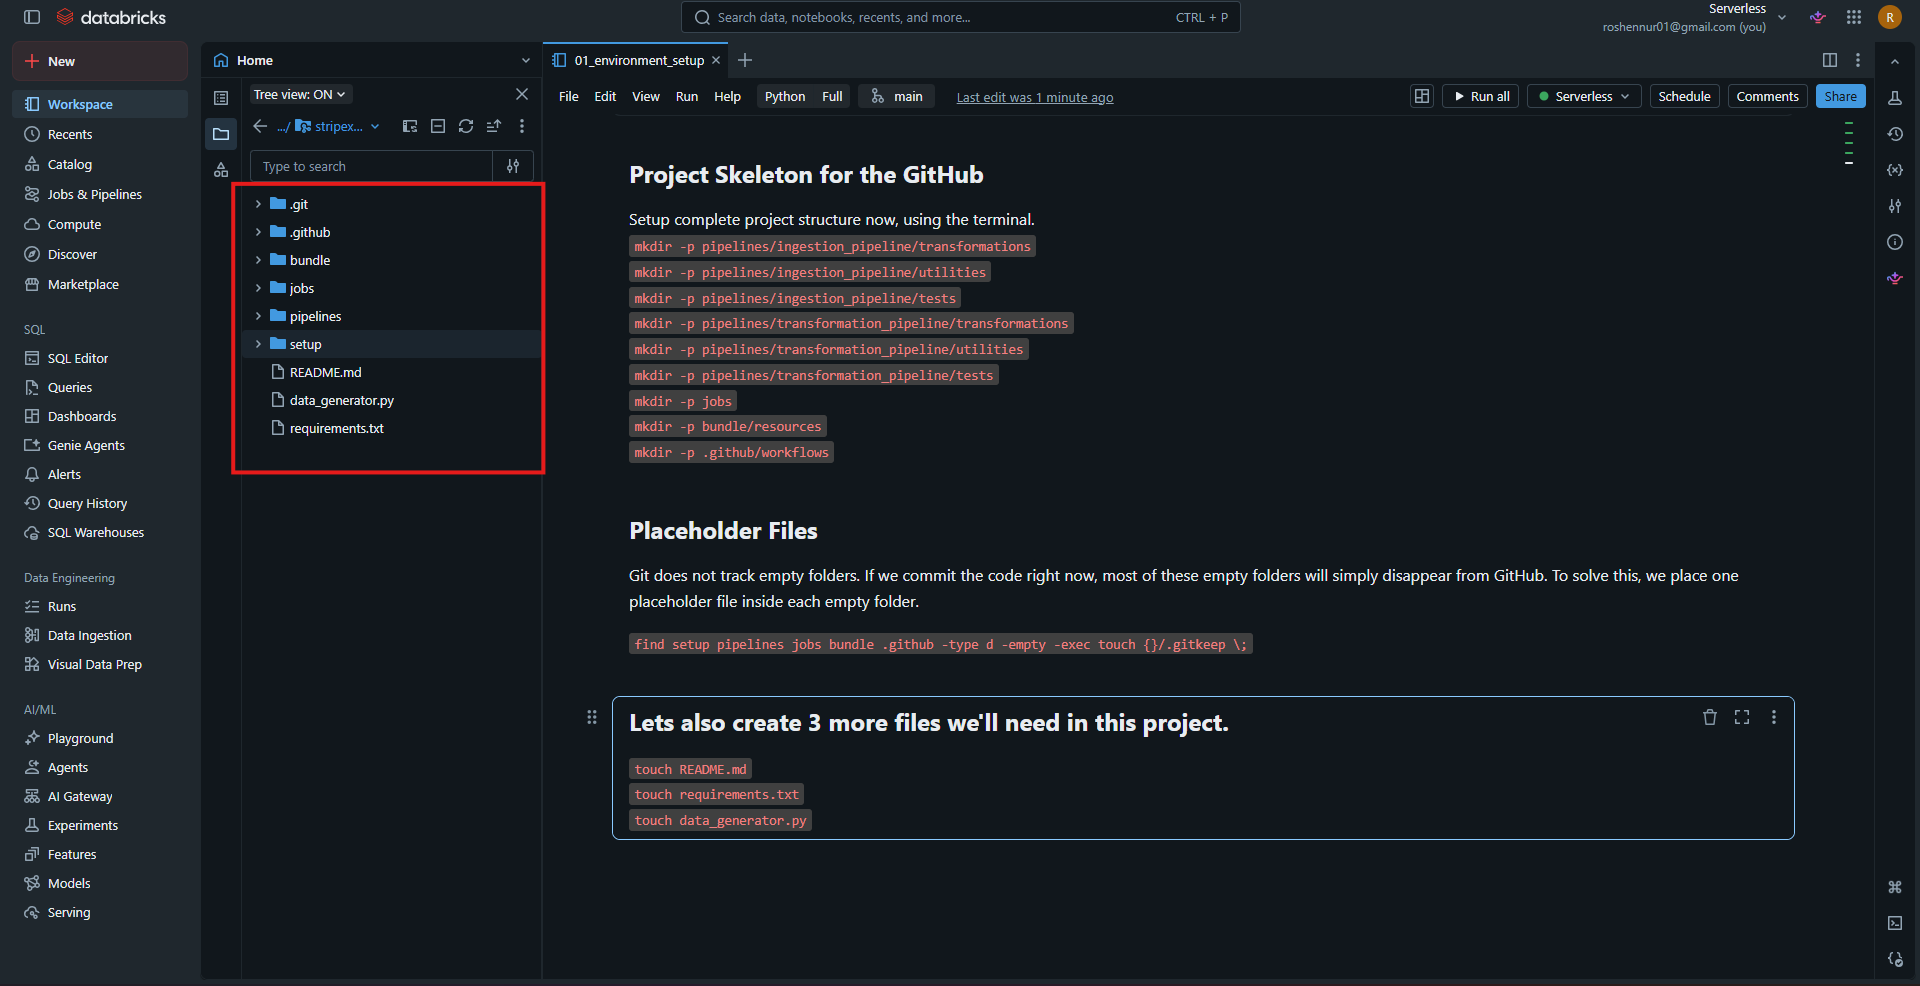 databricks
Search data, notebooks, recents, and more...
CTRL + P
Serverless
roshennur01@gmail.com (you)
R
New
Workspace
Recents
Catalog
Jobs & Pipelines
Compute
Discover
Marketplace
SQL
SQL Editor
Queries
Dashboards
Genie Agents
Alerts
Query History
SQL Warehouses
Data Engineering
Runs
Data Ingestion
Visual Data Prep
AI/ML
Playground
Agents
AI Gateway
Experiments
Features
Models
Serving
Home
Tree view: ON
.../ stripex...
Type to search
.git
.github
bundle
jobs
pipelines
setup
README.md
data_generator.py
requirements.txt
01_environment_setup
File Edit View Run Help Python Full main Last edit was 1 minute ago
Run all Serverless Schedule Comments Share
Project Skeleton for the GitHub
Setup complete project structure now, using the terminal.
mkdir -p pipelines/ingestion_pipeline/transformations
mkdir -p pipelines/ingestion_pipeline/utilities
mkdir -p pipelines/ingestion_pipeline/tests
mkdir -p pipelines/transformation_pipeline/transformations
mkdir -p pipelines/transformation_pipeline/utilities
mkdir -p pipelines/transformation_pipeline/tests
mkdir -p jobs
mkdir -p bundle/resources
mkdir -p .github/workflows
Placeholder Files
Git does not track empty folders. If we commit the code right now, most of these empty folders will simply disappear from GitHub. To solve this, we place one
placeholder file inside each empty folder.
find setup pipelines jobs bundle .github -type d -empty -exec touch {}/.gitkeep \;
Lets also create 3 more files we'll need in this project.
touch README.md
touch requirements.txt
touch data_generator.py